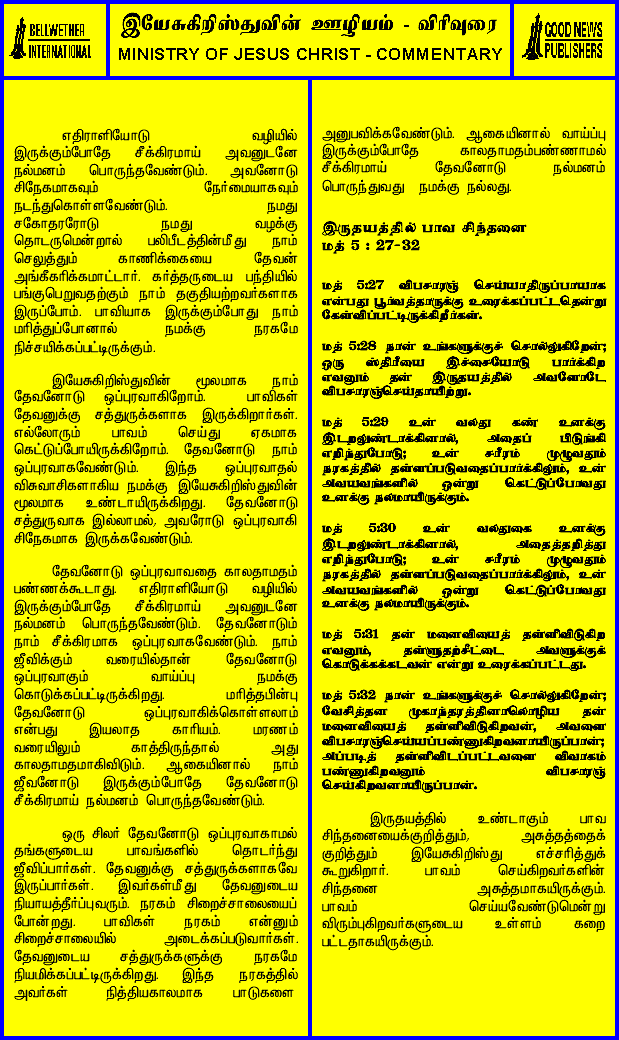 BELLWETHER
INTERNATIONAL
இயேசுகிறிஸ்துவின் ஊழியம் - விரிவுரை
MINISTRY OF JESUS CHRIST - COMMENTARY
GOOD NEWS
PUBLISHERS
எதிராளியோடு வழியில்
இருக்கும்போதே சீக்கிரமாய் அவனுடனே
நல்மனம் பொருந்தவேண்டும். அவனோடு
சிநேகமாகவும் நேர்மையாகவும்
நடந்துகொள்ளவேண்டும். நமது
சகோதரரோடு நமது வழக்கு
தொடருமென்றால் பலிபீடத்தின்மீது நாம்
செலுத்தும் காணிக்கையை தேவன்
அங்கீகரிக்கமாட்டார். கர்த்தருடைய பந்தியில்
பங்குபெறுவதற்கும் நாம் தகுதியற்றவர்களாக
இருப்போம். பாவியாக இருக்கும்போது நாம்
மரித்துப்போனால் நமக்கு நரகமே
நிச்சயிக்கப்பட்டிருக்கும்.
இயேசுகிறிஸ்துவின் மூலமாக நாம்
தேவனோடு ஒப்புரவாகிறோம். பாவிகள்
தேவனுக்கு சத்துருக்களாக இருக்கிறார்கள்.
எல்லோரும் பாவம் செய்து ஏகமாக
கெட்டுப்போயிருக்கிறோம். தேவனோடு நாம்
ஒப்புரவாகவேண்டும். இந்த ஒப்புரவாதல்
விசுவாசிகளாகிய நமக்கு இயேசுகிறிஸ்துவின்
மூலமாக உண்டாயிருக்கிறது. தேவனோடு
சத்துருவாக இல்லாமல், அவரோடு ஒப்புரவாகி
சிநேகமாக இருக்கவேண்டும்.
தேவனோடு ஒப்புரவாவதை காலதாமதம்
பண்ணக்கூடாது. எதிராளியோடு வழியில்
இருக்கும்போதே சீக்கிரமாய் அவனுடனே
நல்மனம் பொருந்தவேண்டும். தேவனோடும்
நாம் சீக்கிரமாக ஒப்புரவாகவேண்டும். நாம்
ஜீவிக்கும் வரையில்தான் தேவனோடு
ஒப்புரவாகும் வாய்ப்பு நமக்கு
கொடுக்கப்பட்டிருக்கிறது. மரித்தபின்பு
தேவனோடு ஒப்புரவாகிக்கொள்ளலாம்
என்பது இயலாத காரியம். மரணம்
வரையிலும் காத்திருந்தால் அது
காலதாமதமாகிவிடும். ஆகையினால் நாம்
ஜீவனோடு இருக்கும்போதே தேவனோடு
சீக்கிரமாய் நல்மனம் பொருந்தவேண்டும்.
ஒரு சிலர் தேவனோடு ஒப்புரவாகாமல்
தங்களுடைய பாவங்களில் தொடர்ந்து
ஜீவிப்பார்கள். தேவனுக்கு சத்துருக்களாகவே
இருப்பார்கள். இவர்கள்மீது தேவனுடைய
நியாயத்தீர்ப்புவரும். நரகம் சிறைச்சாலையைப்
போன்றது. பாவிகள் நரகம் என்னும்
சிறைச்சாலையில் அடைக்கப்படுவார்கள்.
தேவனுடைய சத்துருக்களுக்கு நரகமே
நியமிக்கப்பட்டிருக்கிறது. இந்த நரகத்தில்
அவர்கள் நித்தியகாலமாக பாடுகளை
அனுபவிக்கவேண்டும். ஆகையினால் வாய்ப்பு
இருக்கும்போதே காலதாமதம்பண்ணாமல்
சீக்கிரமாய் தேவனோடு நல்மனம்
பொருந்துவது நமக்கு நல்லது.
இருதயத்தில் பாவ சிந்தனை
மத் 5 : 27-32
மத் 5:27 விபசாரஞ் செய்யாதிருப்பாயாக
என்பது பூர்வத்தாருக்கு உரைக்கப்பட்டதென்று
கேள்விப்பட்டிருக்கிறீர்கள்.
மத் 5:28 நான் உங்களுக்குச் சொல்லுகிறேன்;
ஒரு ஸ்திரீயை இச்சையோடு பார்க்கிற
எவனும் தன் இருதயத்தில் அவளோடே
விபசாரஞ்செய்தாயிற்று.
மத் 5:29 உன் வலது கண் உனக்கு
இடறலுண்டாக்கினால், அதைப் பிடுங்கி
எறிந்துபோடு; உன் சரீரம் முழுவதும்
நரகத்தில் தள்ளப்படுவதைப்பார்க்கிலும், உன்
அவயவங்களில் ஒன்று கெட்டுப்போவது
உனக்கு நலமாயிருக்கும்.
மத் 5:30 உன் வலதுகை உனக்கு
இடறலுண்டாக்கினால், அதைத்தறித்து
எறிந்துபோடு; உன் சரீரம் முழுவதும்
நரகத்தில் தள்ளப்படுவதைப்பார்க்கிலும், உன்
அவயவங்களில் ஒன்று கெட்டுப்போவது
உனக்கு நலமாயிருக்கும்.
மத் 5:31 தன் மனைவியைத் தள்ளிவிடுகிற
எவனும், தள்ளுதற்சீட்டை அவளுக்குக்
கொடுக்கக்கடவன் என்று உரைக்கப்பட்டது.
மத் 5:32 நான் உங்களுக்குச் சொல்லுகிறேன்;
வேசித்தன முகாந்தரத்தினாலொழிய தன்
மனைவியைத் தள்ளிவிடுகிறவன், அவளை
விபசாரஞ்செய்யப்பண்ணுகிறவனாயிருப்பான்;
அப்படித் தள்ளிவிடப்பட்டவளை விவாகம்
பண்ணுகிறவனும் விபசாரஞ்
செய்கிறவனாயிருப்பான்.
இருதயத்தில் உண்டாகும் பாவ
சிந்தனையைக்குறித்தும், அசுத்தத்தைக்
குறித்தும் இயேசுகிறிஸ்து எச்சரித்துக்
கூறுகிறார். பாவம் செய்கிறவர்களின்
சிந்தனை அசுத்தமாகயிருக்கும்.
பாவம் செய்யவேண்டுமென்று
விரும்புகிறவர்களுடைய உள்ளம் கறை
பட்டதாகயிருக்கும்.